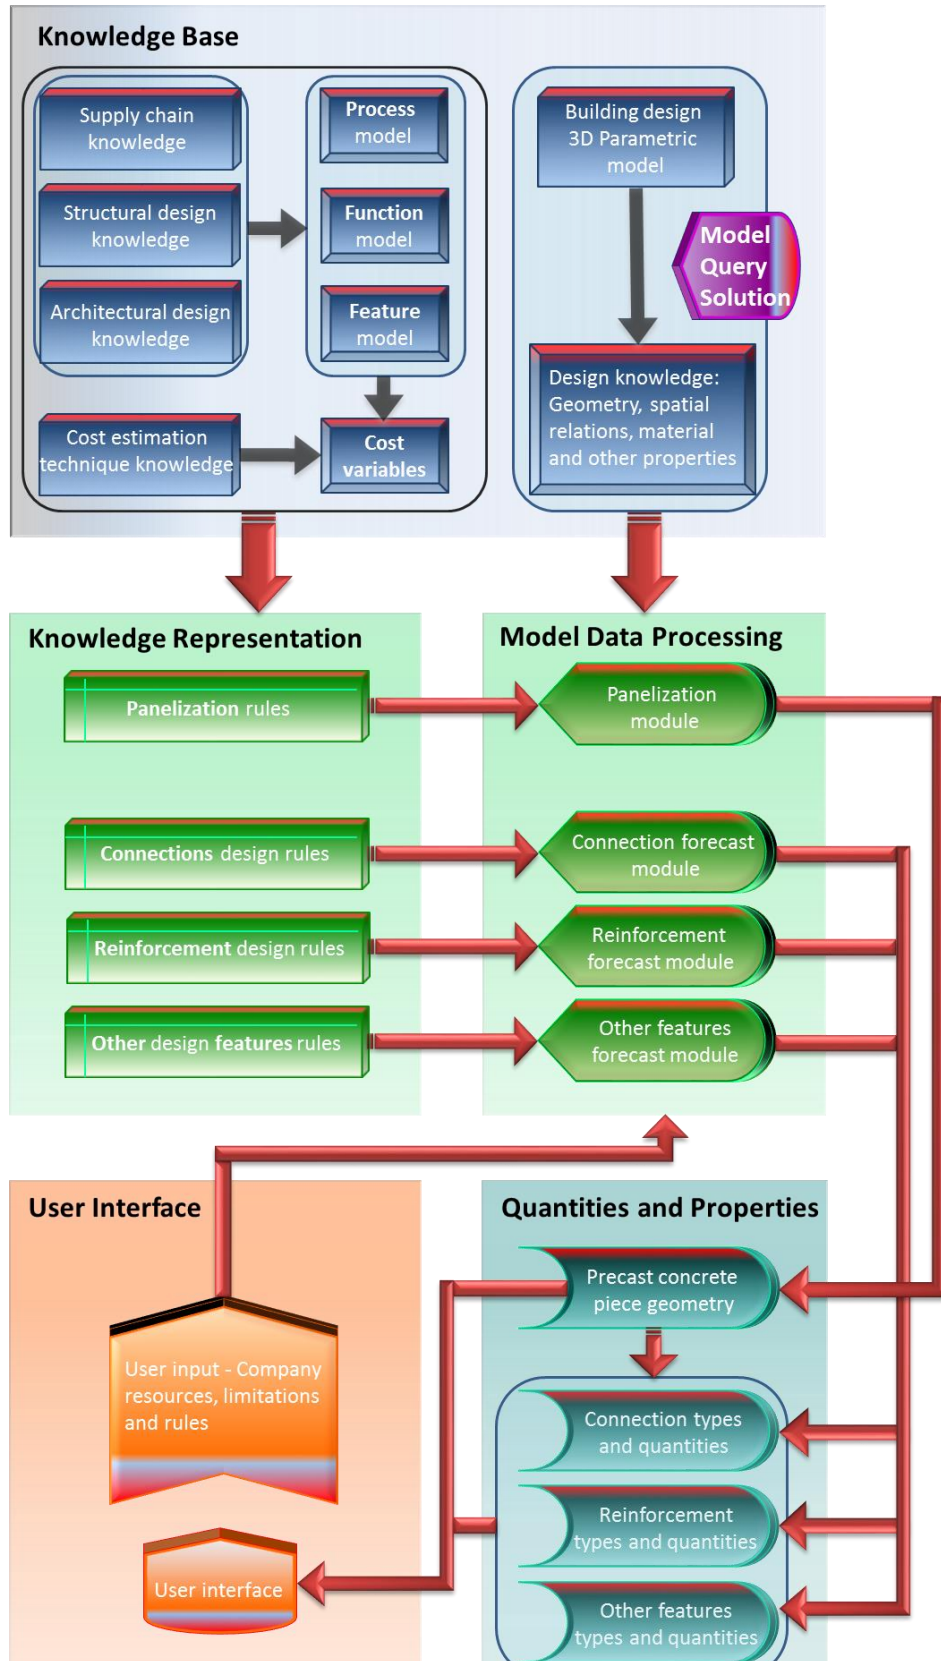 Knowledge Base
Supply chain
knowledge
Structural design
knowledge
Architectural design
knowledge
Cost estimation
technique knowledge
Process
model
Function
model
Feature
model
Cost
variables
Building design
3D Parametric
model
Model
Query
Solution
Design knowledge:
Geometry, spatial
relations, material
and other properties
Knowledge Representation
Panelization rules
Connections design rules
Reinforcement design rules
Other design features rules
Model Data Processing
Panelization
module
Connection forecast
module
Reinforcement
forecast module
Other features
forecast module
User Interface
User input - Company
resources, limitations
and rules
User interface
Quantities and Properties
Precast concrete
piece geometry
Connection types
and quantities
Reinforcement
types and quantities
Other features
types and quantities